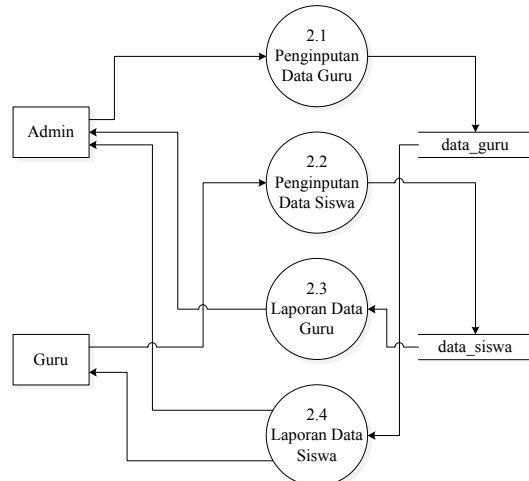 2.1
Penginputan
Data Guru
Admin
data_guru
2.2
Penginputan
Data Siswa
2.3
Laporan Data
Guru
Guru
data_siswa
2.4
Laporan Data
Siswa